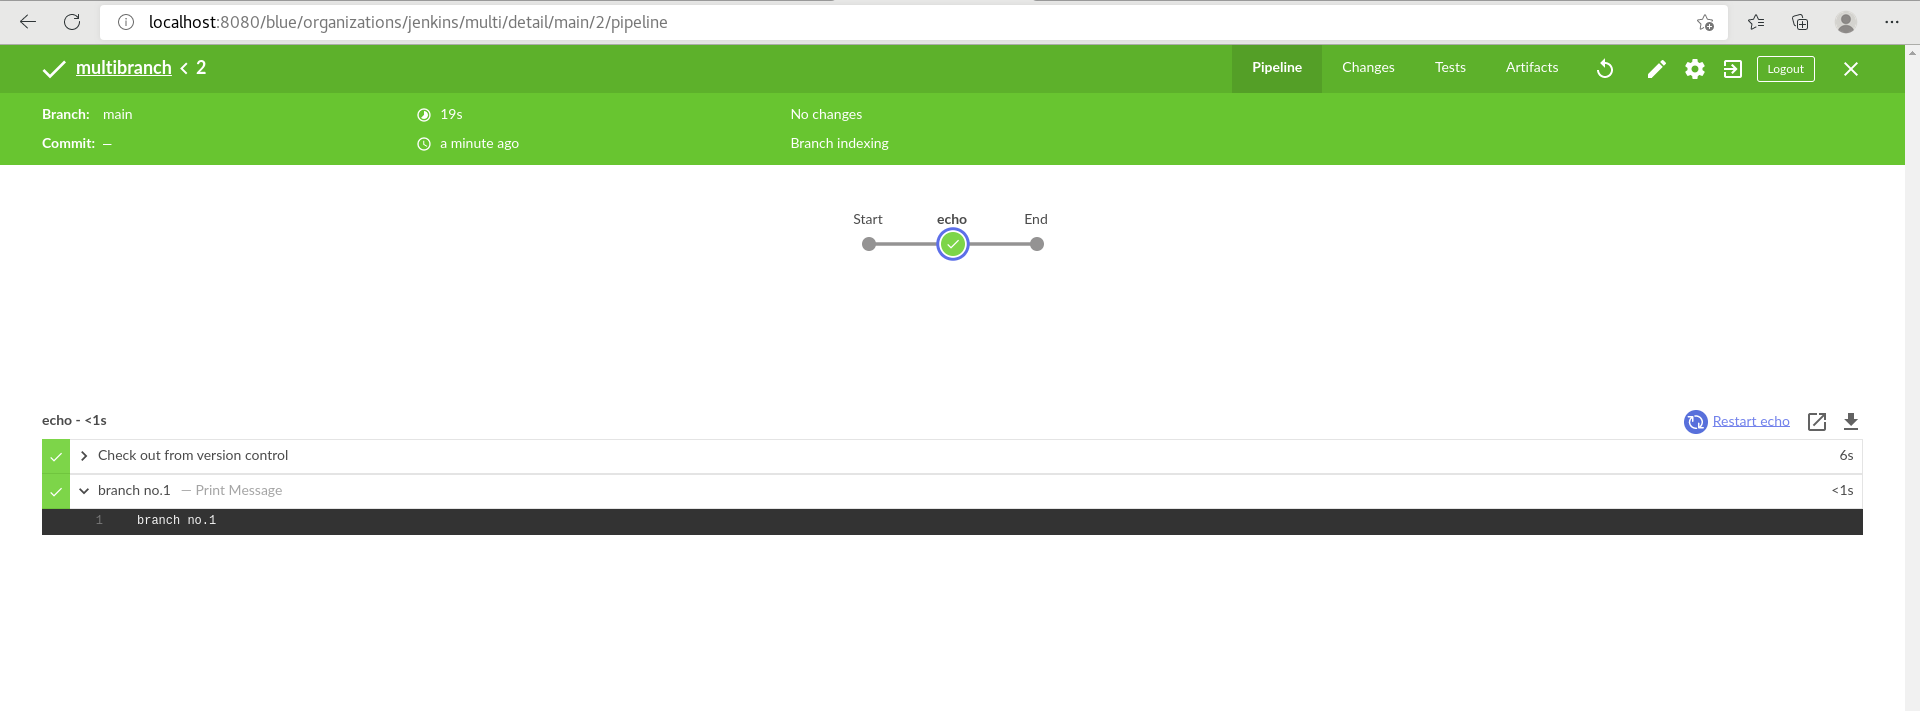 localhost:8080/blue/organizations/jenkins/multi/detail/main/2/pipeline
multibranch < 2 Pipeline Changes Tests Artifacts Logout
Branch: main 19s No changes
Commit: — a minute ago Branch indexing
Start echo End
echo - <1s Restart echo
Check out from version control 6s
branch no.1 — Print Message <1s
1 branch no.1